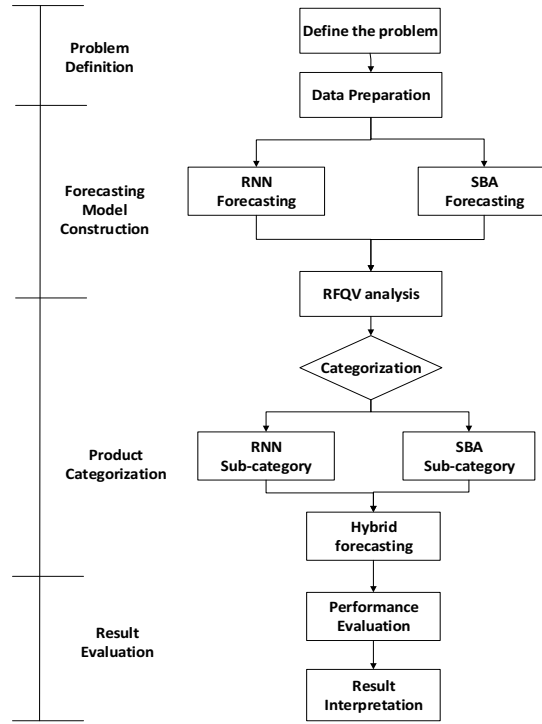 Define the problem
Problem
Definition
Data Preparation
RNN
Forecasting
SBA
Forecasting
Forecasting
Model
Construction
RFQV analysis
Categorization
RNN
Sub-category
SBA
Sub-category
Product
Categorization
Hybrid
forecasting
Performance
Evaluation
Result
Evaluation
Result
Interpretation